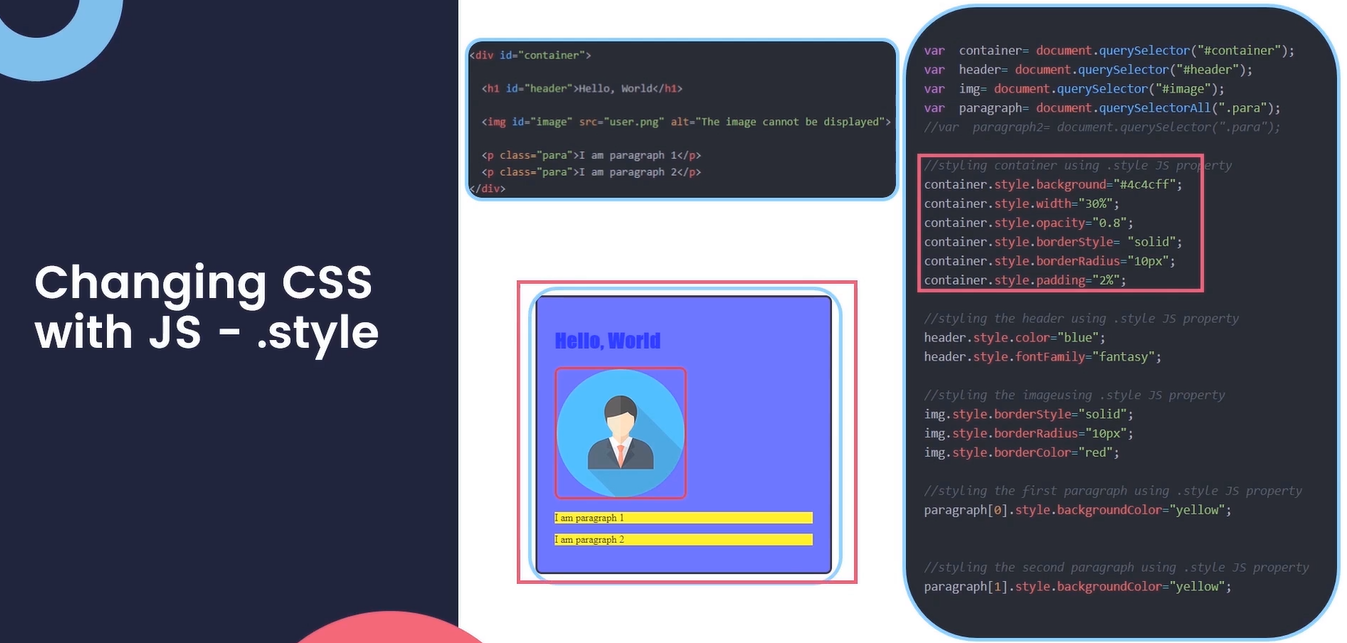 Changing CSS
with JS - .style
<div id="container">
<h1 id="header">Hello, World</h1>
<img id="image" src="user.png" alt="The image cannot be displayed">
<p class="para">I am paragraph 1</p>
<p class="para">I am paragraph 2</p>
</div>
Hello, World
I am paragraph 1
I am paragraph 2
var  container= document.querySelector("#container");
var  header= document.querySelector("#header");
var  img= document.querySelector("#image");
var  paragraph= document.querySelectorAll(".para");
//var  paragraph2= document.querySelector(".para");
//styling container using .style JS property
container.style.background="#4c4cff";
container.style.width="30%";
container.style.opacity="0.8";
container.style.borderStyle= "solid";
container.style.borderRadius="10px";
container.style.padding="2%";
//styling the header using .style JS property
header.style.color="blue";
header.style.fontFamily="fantasy";
//styling the imageusing .style JS property
img.style.borderStyle="solid";
img.style.borderRadius="10px";
img.style.borderColor="red";
//styling the first paragraph using .style JS property
paragraph[0].style.backgroundColor="yellow";
//styling the second paragraph using .style JS property
paragraph[1].style.backgroundColor="yellow";